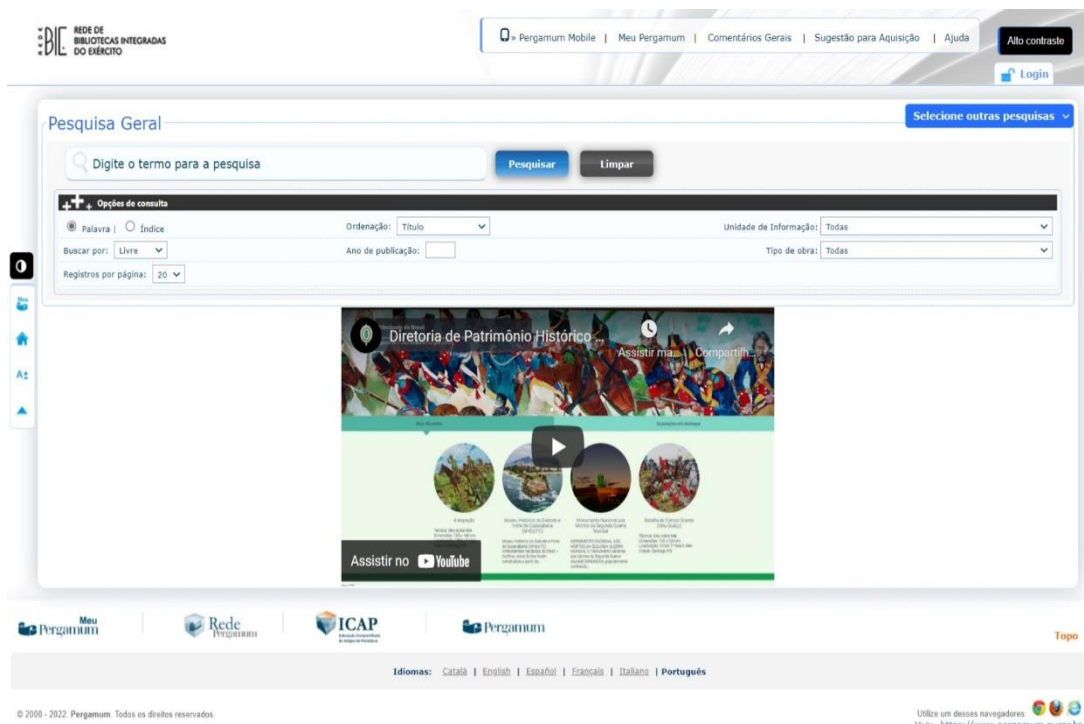 REDE DE
BIBLIOTECAS INTEGRADAS
DO EXÉRCITO
REDE BIE
» Pergamum Mobile | Meu Pergamum | Comentários Gerais | Sugestão para Aquisição | Ajuda
Alto contraste
Login
Selecione outras pesquisas
Pesquisa Geral
Digite o termo para a pesquisa
Pesquisar
Limpar
Opções de consulta
Palavra | Índice
Ordenação: Título
Unidade de Informação: Todas
Buscar por: Livre
Ano de publicação:
Tipo de obra: Todas
Registros por página: 20
Meu
A±
Diretoria de Patrimônio Histórico ...
Assistir ma...
Compartilh...
Assistir no YouTube
Meu
Pergamum
Rede
Pergamum
ICAP
Pergamum
Topo
Idiomas: Català | English | Español | Français | Italiano | Português
© 2000 - 2022. Pergamum. Todos os direitos reservados
Utilize um desses navegadores